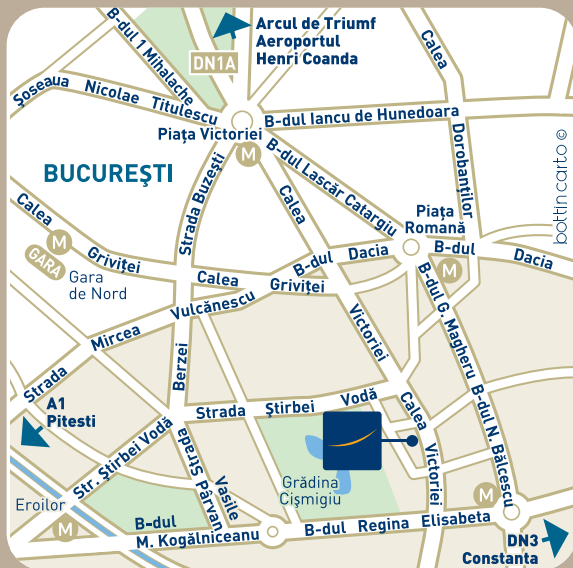 Arcul de Triumf
Aeroportul
Henri Coanda
DN1A
B-dul 1 Mihalache
Calea
Şoseaua Nicolae Titulescu
B-dul Iancu de Hunedoara
Piaţa Victoriei
M
BUCUREŞTI
Strada Buzeşti
Calea
B-dul Lascăr Catargiu
Dorobanţilor
bottin carto ©
Calea
M
GARA
Griviţei
Gara
de Nord
Piaţa
Romană
B-dul Dacia
B-dul
Dacia
M
Calea
Griviţei
Strada
Mircea
Vulcănescu
Victoriei
B-dul G. Magheru
B-dul N. Bălcescu
Berzei
A1
Pitesti
Strada Ştirbei Vodă
Calea
Victoriei
Str. Ştirbei Vodă
Strada Pârvan
Vasile
Grădina
Cişmigiu
Eroilor
M
M
B-dul
M. Kogălniceanu
B-dul Regina Elisabeta
DN3
Constanta